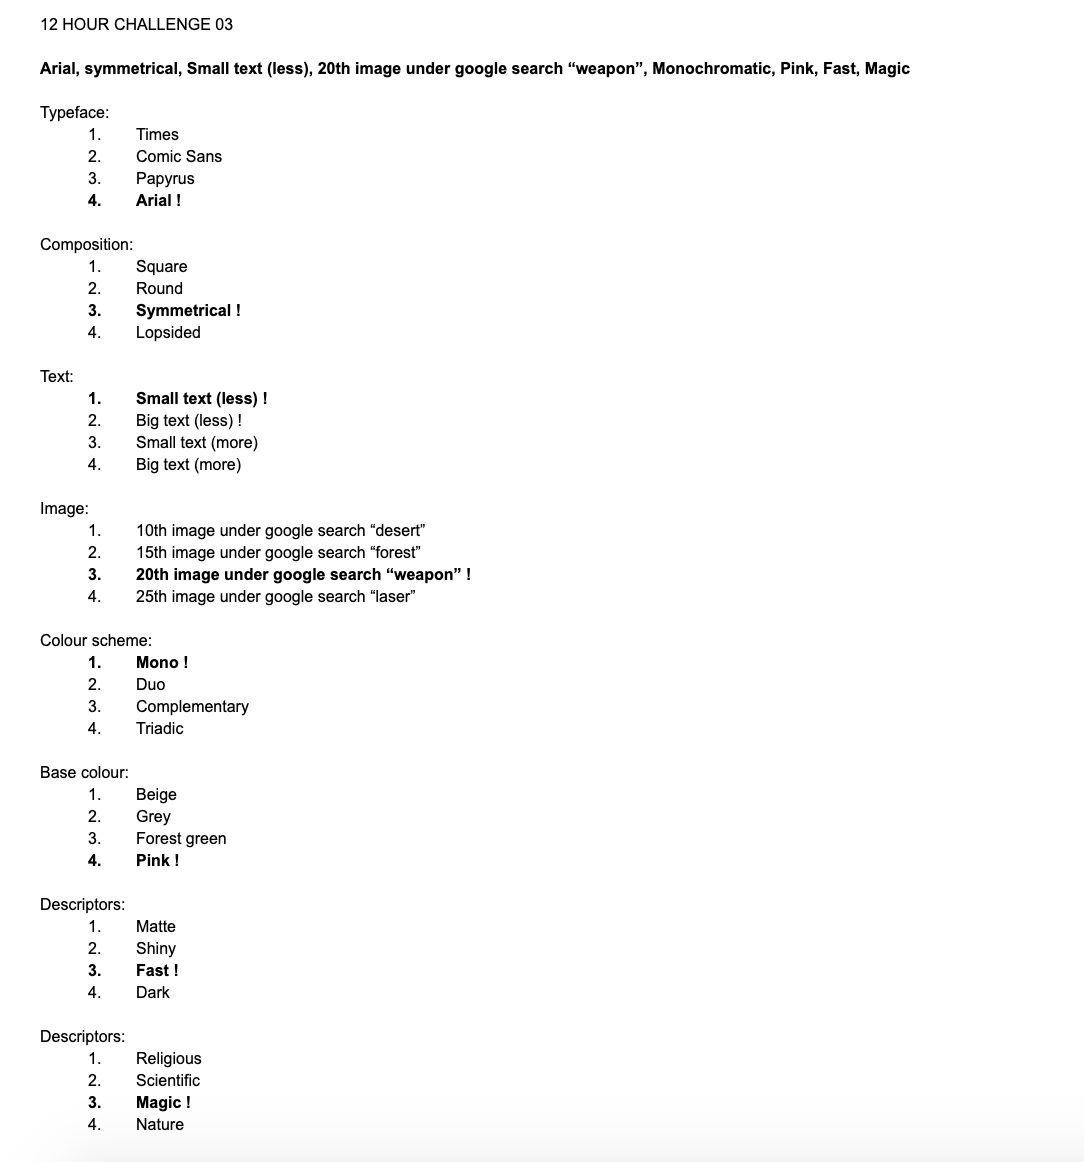 12 HOUR CHALLENGE 03
Arial, symmetrical, Small text (less), 20th image under google search “weapon”, Monochromatic, Pink, Fast, Magic
Typeface:
1. Times
2. Comic Sans
3. Papyrus
4. Arial !
Composition:
1. Square
2. Round
3. Symmetrical !
4. Lopsided
Text:
1. Small text (less) !
2. Big text (less) !
3. Small text (more)
4. Big text (more)
Image:
1. 10th image under google search “desert”
2. 15th image under google search “forest”
3. 20th image under google search “weapon” !
4. 25th image under google search “laser”
Colour scheme:
1. Mono !
2. Duo
3. Complementary
4. Triadic
Base colour:
1. Beige
2. Grey
3. Forest green
4. Pink !
Descriptors:
1. Matte
2. Shiny
3. Fast !
4. Dark
Descriptors:
1. Religious
2. Scientific
3. Magic !
4. Nature